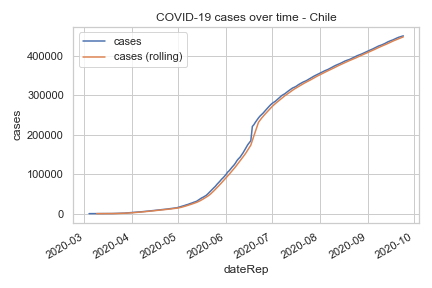 COVID-19 cases over time - Chile
cases
cases (rolling)
cases
400000
300000
200000
100000
0
2020-03
2020-04
2020-05
2020-06
2020-07
2020-08
2020-09
2020-10
dateRep